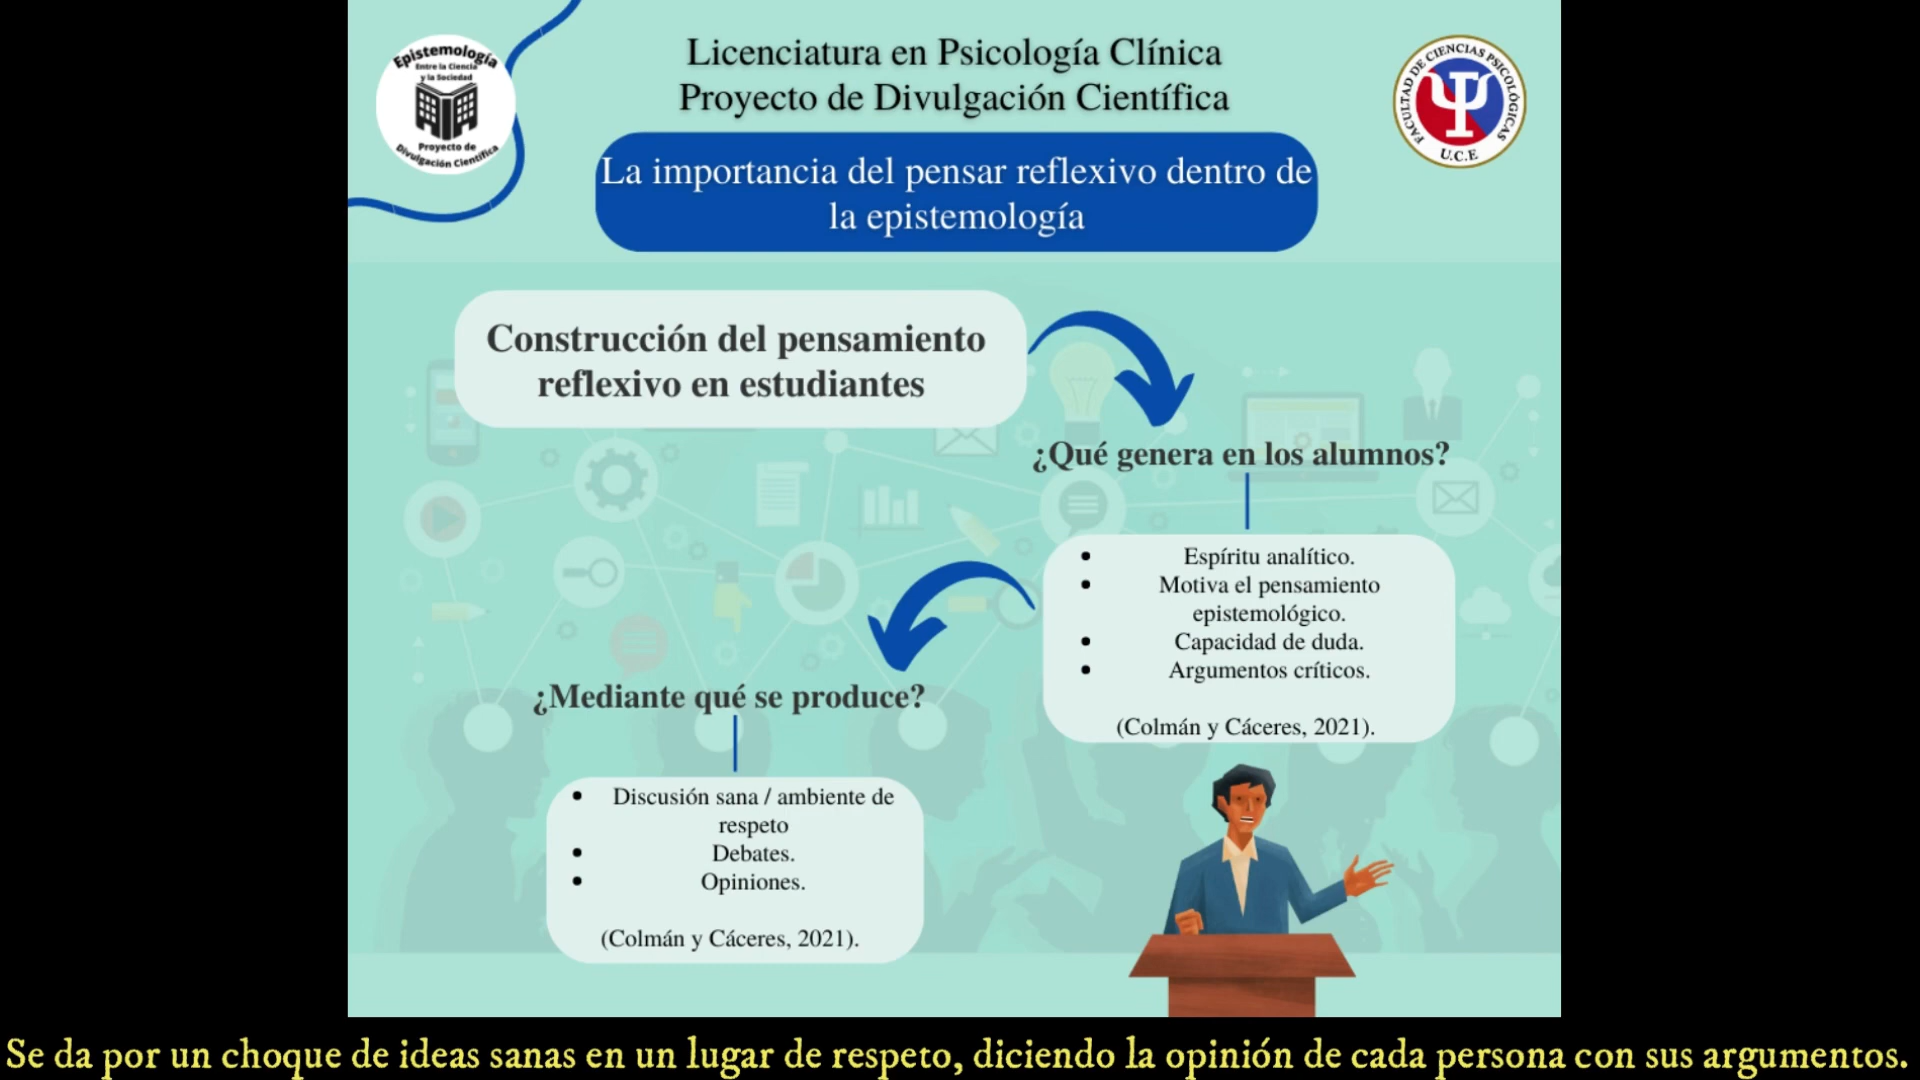 Epistemología
Entre la Ciencia
y la Sociedad
Proyecto de
Divulgación Científica
Licenciatura en Psicología Clínica
Proyecto de Divulgación Científica
FACULTAD DE CIENCIAS PSICOLÓGICAS
U.C.E
La importancia del pensar reflexivo dentro de
la epistemología
Construcción del pensamiento
reflexivo en estudiantes
¿Qué genera en los alumnos?
• Espíritu analítico.
• Motiva el pensamiento
epistemológico.
• Capacidad de duda.
• Argumentos críticos.
(Colmán y Cáceres, 2021).
¿Mediante qué se produce?
• Discusión sana / ambiente de
respeto
• Debates.
• Opiniones.
(Colmán y Cáceres, 2021).
Se da por un choque de ideas sanas en un lugar de respeto, diciendo la opinión de cada persona con sus argumentos.